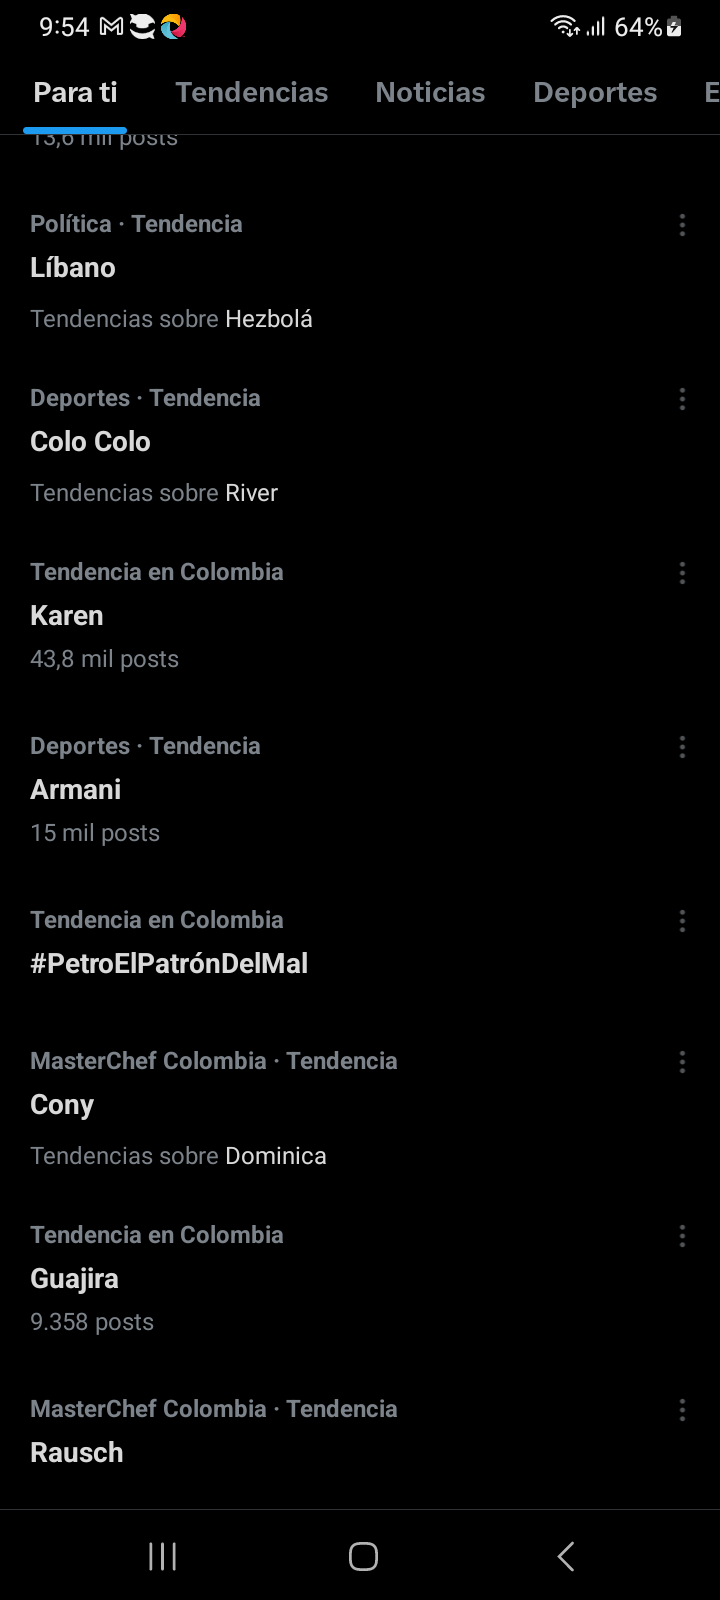 9:54 64%
Para ti Tendencias Noticias Deportes E
13,6 mil posts
Política · Tendencia
Líbano
Tendencias sobre Hezbolá
Deportes · Tendencia
Colo Colo
Tendencias sobre River
Tendencia en Colombia
Karen
43,8 mil posts
Deportes · Tendencia
Armani
15 mil posts
Tendencia en Colombia
#PetroElPatrónDelMal
MasterChef Colombia · Tendencia
Cony
Tendencias sobre Dominica
Tendencia en Colombia
Guajira
9.358 posts
MasterChef Colombia · Tendencia
Rausch